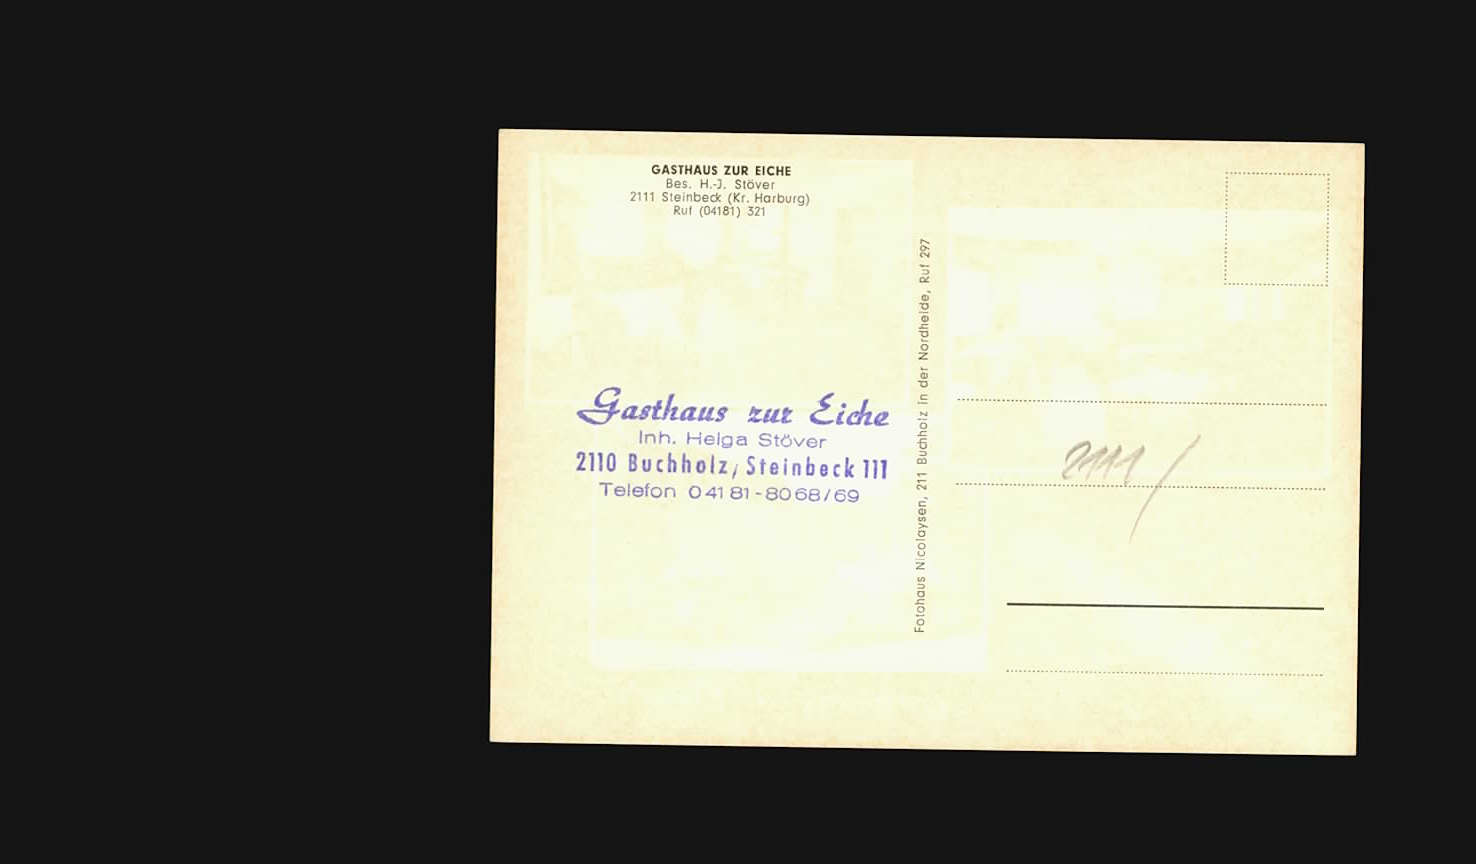 GASTHAUS ZUR EICHE
Bes. H.-J. Stöver
2111 Steinbeck (Kr. Harburg)
Ruf (04181) 321
Gasthaus zur Eiche
Inh. Helga Stöver
2110 Buchholz, Steinbeck 111
Telefon 04181-8068/69
Fotohaus Nicolaysen, 211 Buchholz in der Nordheide, Ruf 297
2111 /